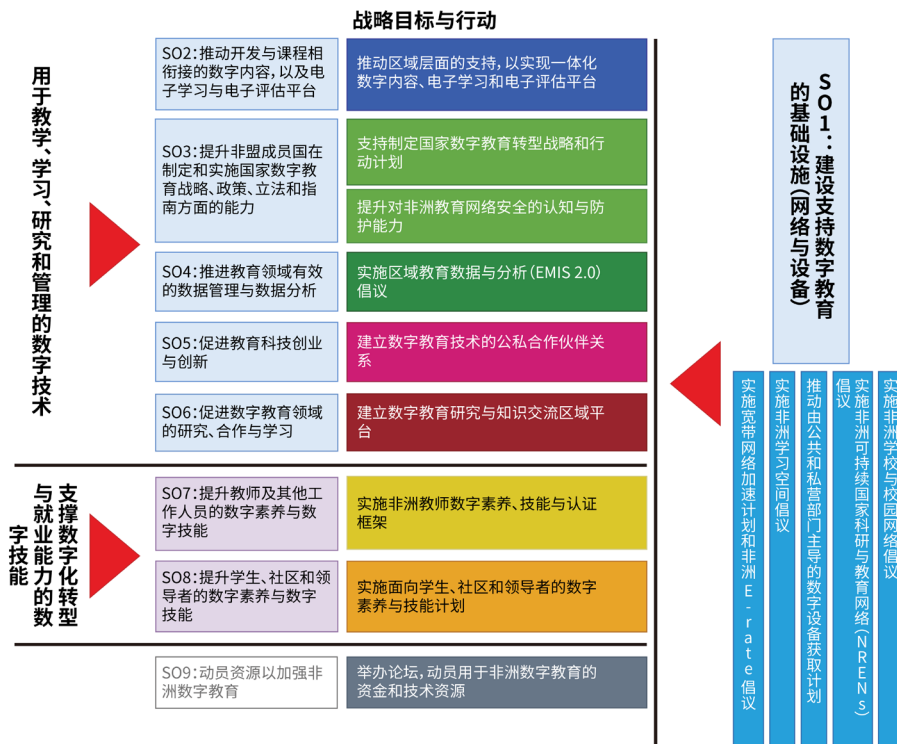 战略目标与行动
用于教学、学习、研究和管理的数字技术
SO2：推动开发与课程相
衔接的数字内容，以及电
子学习与电子评估平台
推动区域层面的支持，以实现一体化
数字内容、电子学习和电子评估平台
SO3：提升非盟成员国在
制定和实施国家数字教
育战略、政策、立法和指
南方面的能力
支持制定国家数字教育转型战略和行
动计划
提升对非洲教育网络安全的认知与防
护能力
SO4：推进教育领域有效
的数据管理与数据分析
实施区域教育数据与分析（EMIS 2.0）
倡议
SO5：促进教育科技创业
与创新
建立数字教育技术的公私合作伙伴关
系
SO6：促进数字教育领域
的研究、合作与学习
建立数字教育研究与知识交流区域平
台
支撑数字化转型
与就业能力的数
字技能
SO7：提升教师及其他工
作人员的数字素养与数
字技能
实施非洲教师数字素养、技能与认证
框架
SO8：提升学生、社区和领
导者的数字素养与数字
技能
实施面向学生、社区和领导者的数字
素养与技能计划
SO9：动员资源以加强非
洲数字教育
举办论坛，动员用于非洲数字教育的
资金和技术资源
SO1：建设支持数字教育
的基础设施（网络与设备）
实施非洲学校与校园网络倡议
实施非洲可持续国家科研与教育网络（NRENs）
倡议
推动由公共和私营部门主导的数字设备获取计划
实施非洲学习空间倡议
实施宽带网络加速计划和非洲E-rate倡议